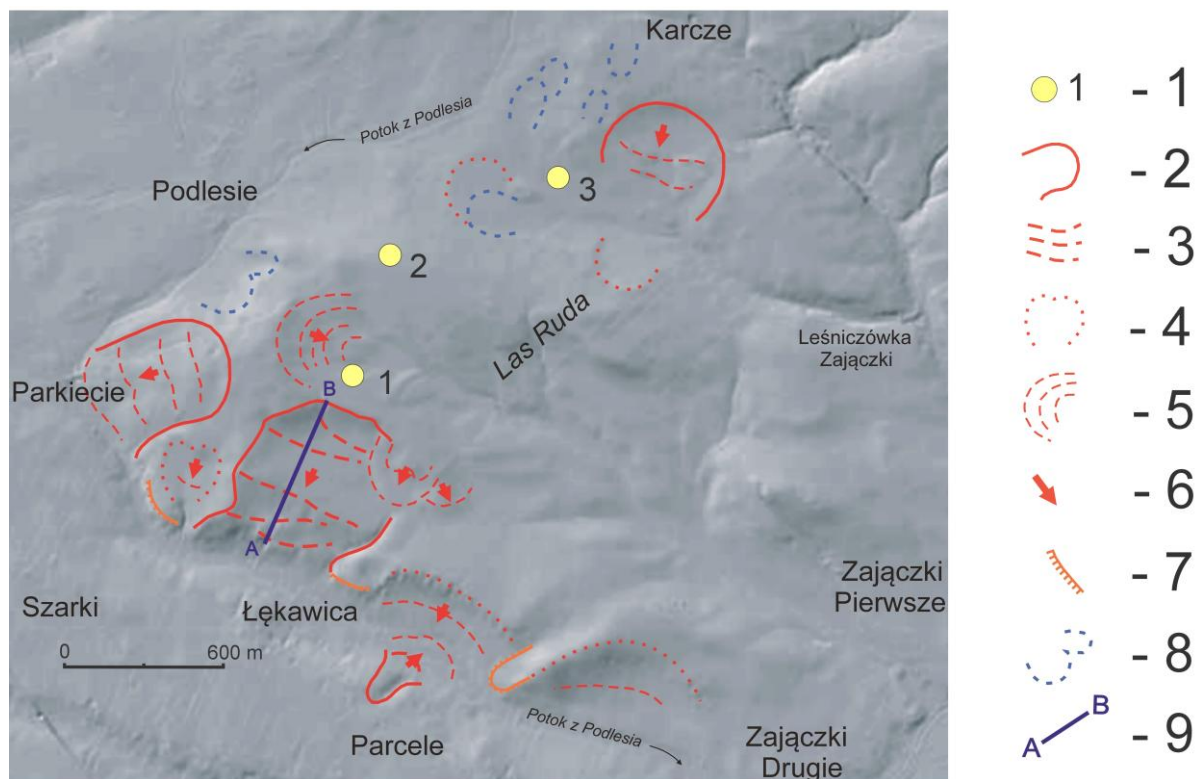 Karcze
Potok z Podlesia
Podlesie
3
2
Las Ruda
Leśniczówka
Zajączki
Parkiecie
1
B
A
Zajączki
Pierwsze
Szarki
Łękawica
0 600 m
Potok z Podlesia
Parcele
Zajączki
Drugie
1 - 1
- 2
- 3
- 4
- 5
- 6
- 7
- 8
A B - 9